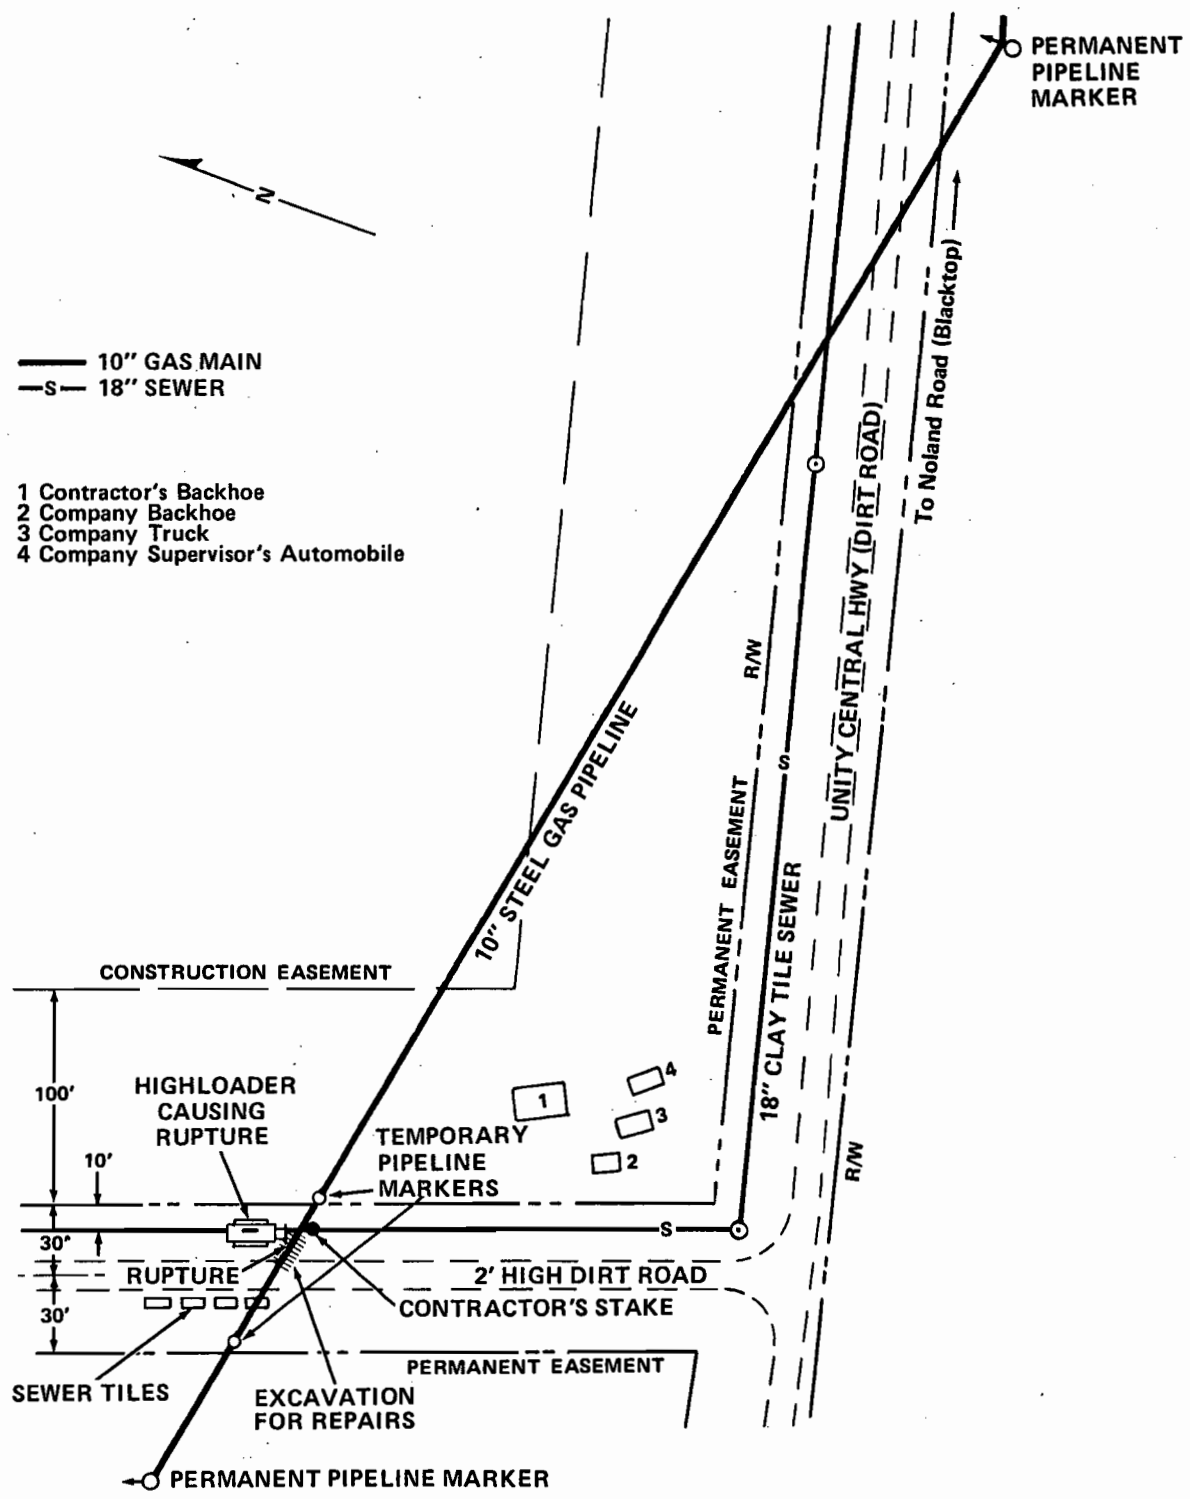 PERMANENT
PIPELINE
MARKER
N
10" GAS MAIN
S 18" SEWER
1 Contractor's Backhoe
2 Company Backhoe
3 Company Truck
4 Company Supervisor's Automobile
To Noland Road (Blacktop)
UNITY CENTRAL HWY (DIRT ROAD)
R/W
PERMANENT EASEMENT
S
18" CLAY TILE SEWER
10" STEEL GAS PIPELINE
CONSTRUCTION EASEMENT
100'
HIGHLOADER
CAUSING
RUPTURE
1
4
3
2
TEMPORARY
PIPELINE
MARKERS
R/W
10'
S
30'
RUPTURE
2' HIGH DIRT ROAD
CONTRACTOR'S STAKE
30'
PERMANENT EASEMENT
SEWER TILES
EXCAVATION
FOR REPAIRS
PERMANENT PIPELINE MARKER